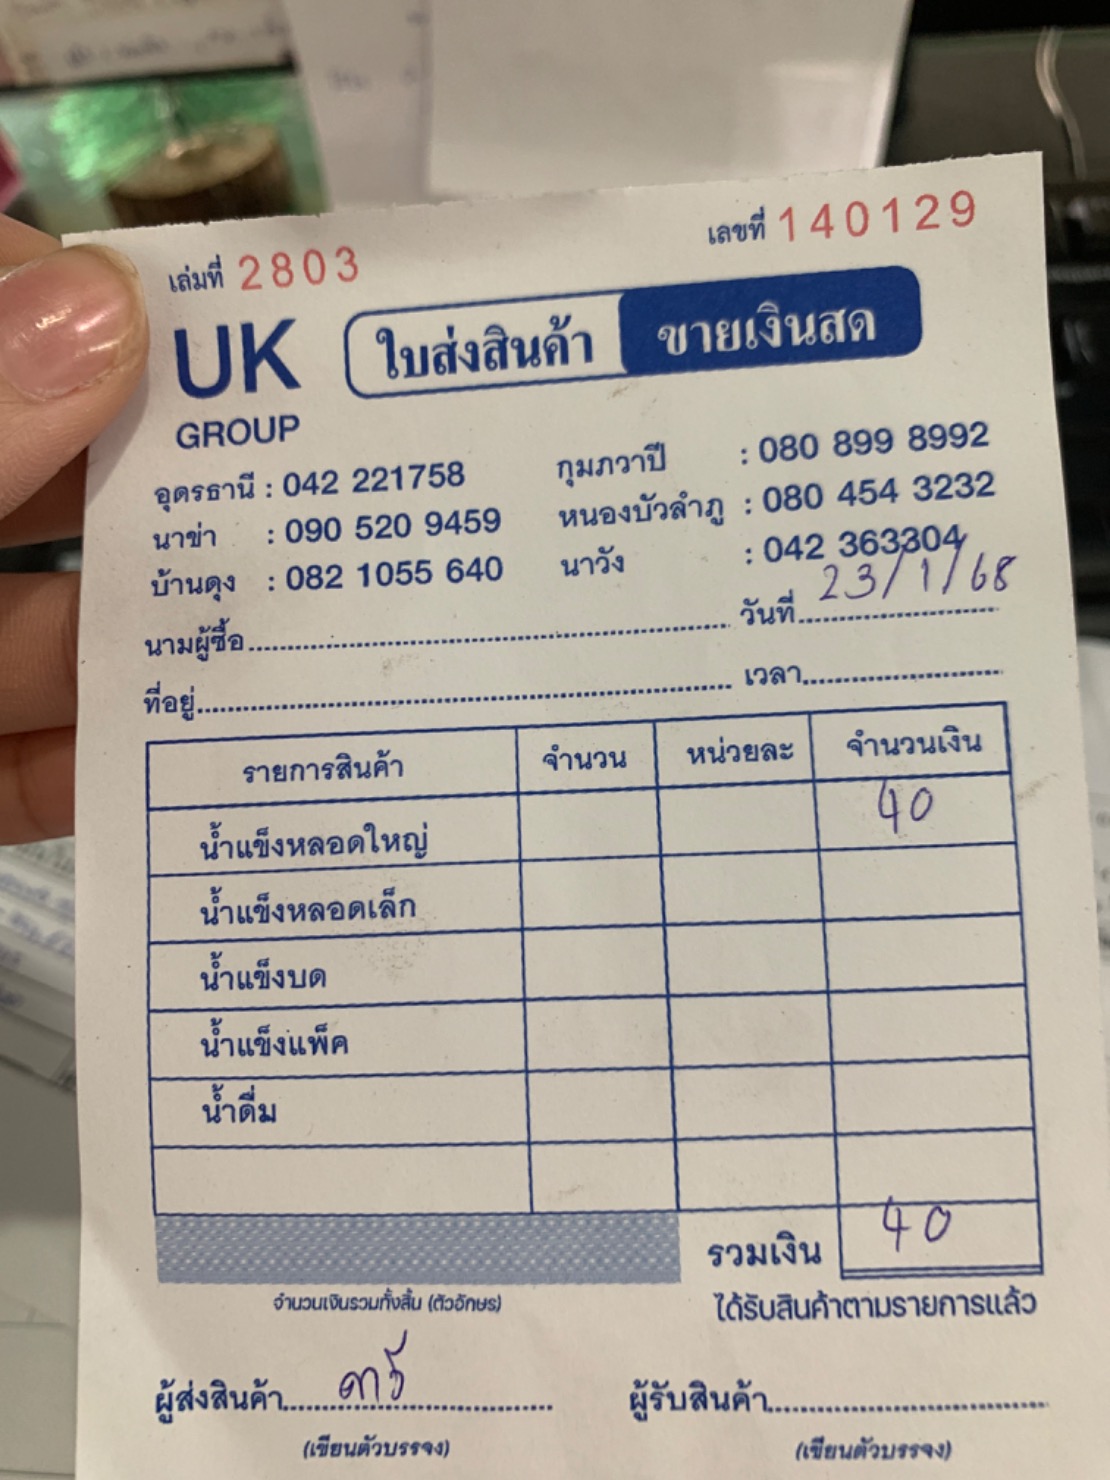 เล่มที่ 2803 เลขที่ 140129
UK GROUP ใบส่งสินค้า ขายเงินสด
อุดรธานี : 042 221758 กุมภวาปี : 080 899 8992
นาข่า : 090 520 9459 หนองบัวลำภู : 080 454 3232
บ้านดุง : 082 1055 640 นาวัง : 042 363304
นามผู้ซื้อ วันที่ 23/1/68
ที่อยู่ เวลา
รายการสินค้า จำนวน หน่วยละ จำนวนเงิน
น้ำแข็งหลอดใหญ่ 40
น้ำแข็งหลอดเล็ก
น้ำแข็งบด
น้ำแข็งแพ็ค
น้ำดื่ม
รวมเงิน 40
จำนวนเงินรวมทั้งสิ้น (ตัวอักษร) ได้รับสินค้าตามรายการแล้ว
ผู้ส่งสินค้า ผู้รับสินค้า
(เขียนตัวบรรจง) (เขียนตัวบรรจง)